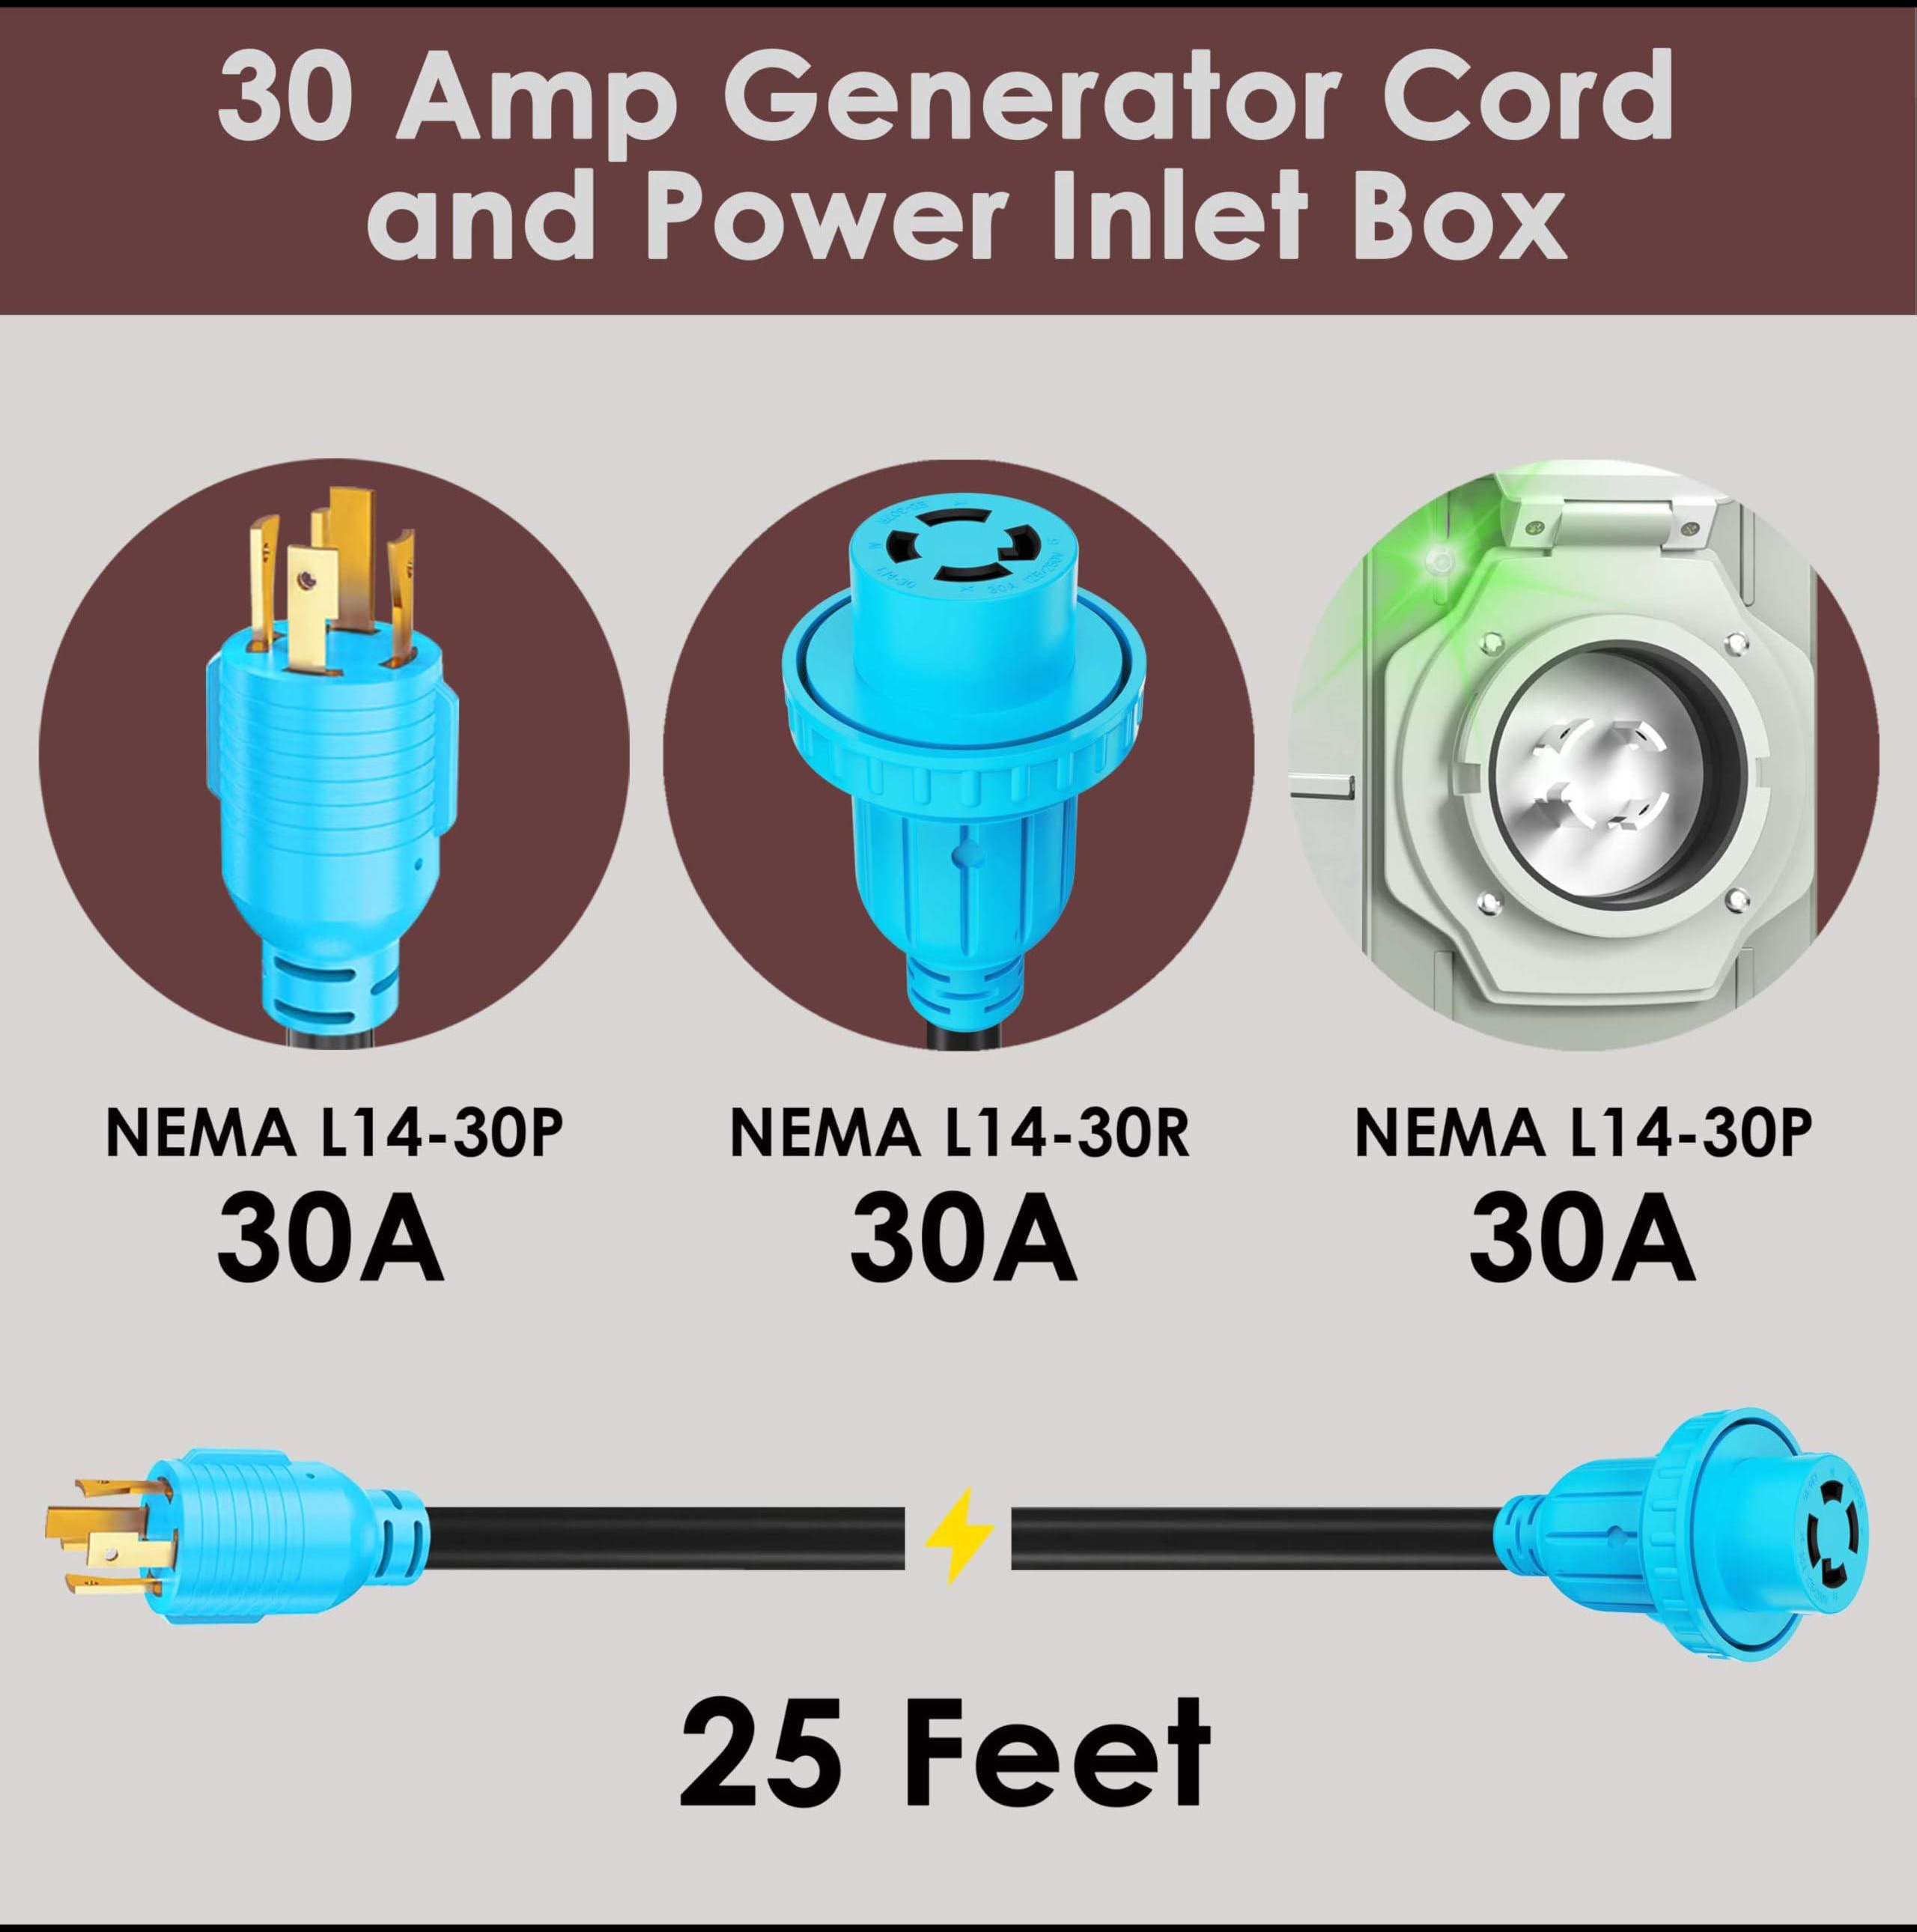 30 Amp Generator Cord
and Power Inlet Box
NEMA L14-30P
30A
NEMA L14-30R
30A
NEMA L14-30P
30A
25 Feet